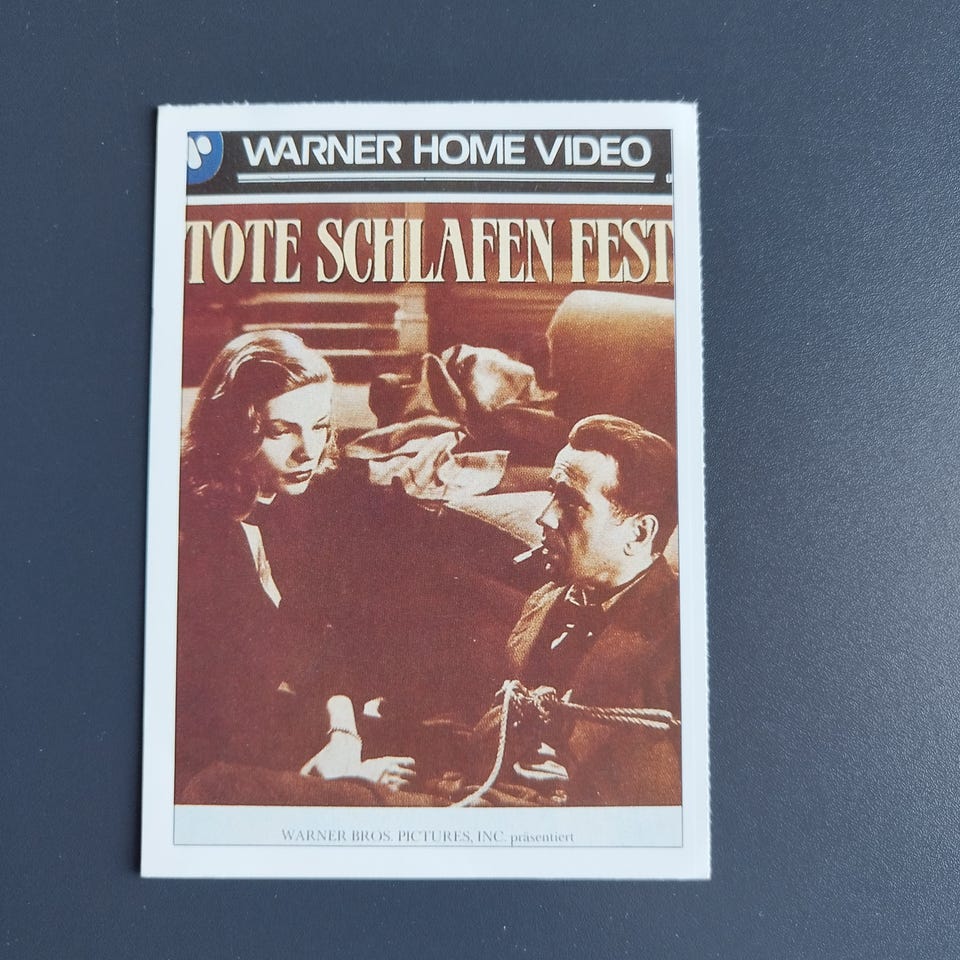 WARNER HOME VIDEO
TOTE SCHLAFEN FEST
WARNER BROS. PICTURES, INC. präsentiert